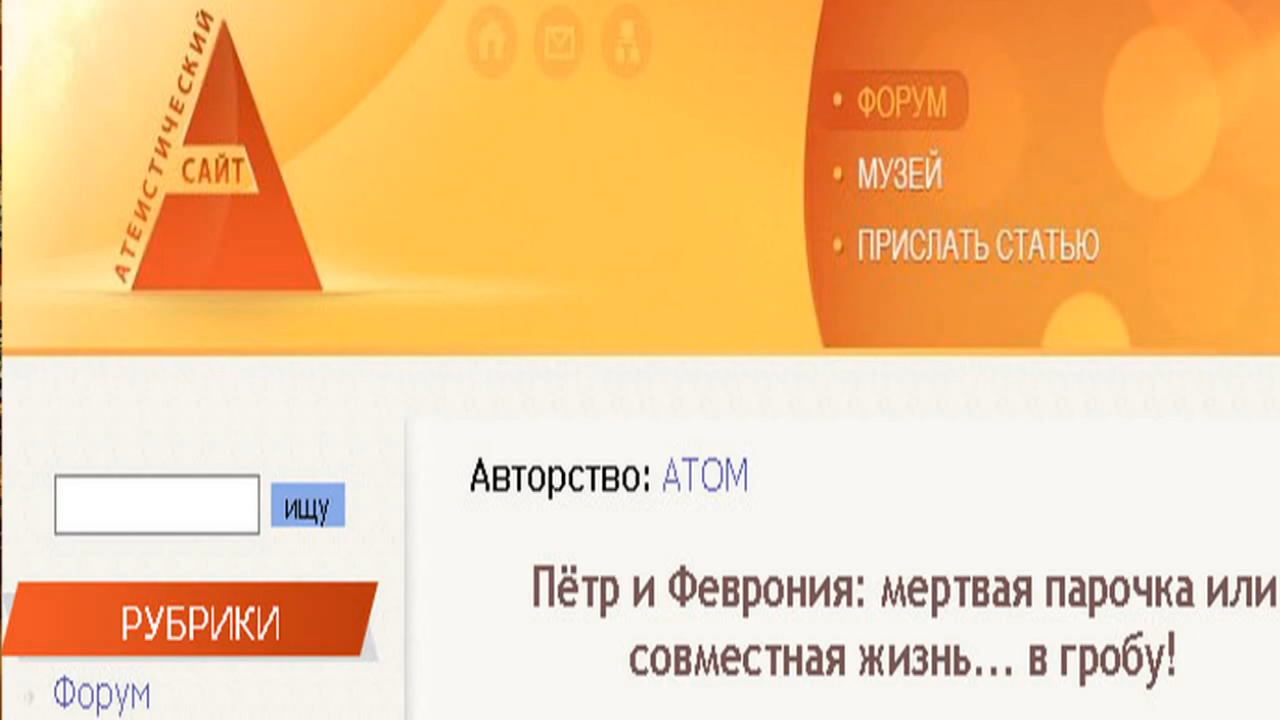 АТЕИСТИЧЕСКИЙ
САЙТ
ФОРУМ
МУЗЕЙ
ПРИСЛАТЬ СТАТЬЮ
ищу
РУБРИКИ
Форум
Авторство: АТОМ
Пётр и Феврония: мертвая парочка или
совместная жизнь... в гробу!